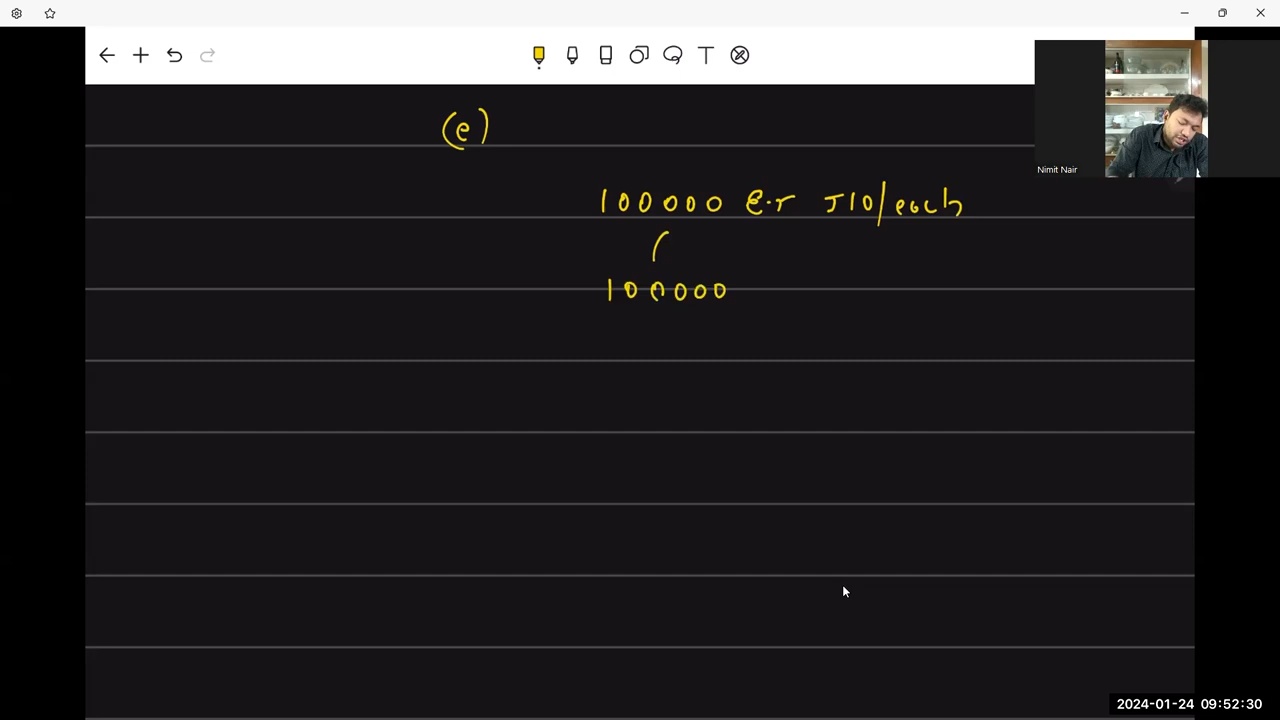 (e)
100000 e.r J10/each
100000
T
Nimit Nair
2024-01-24 09:52:30